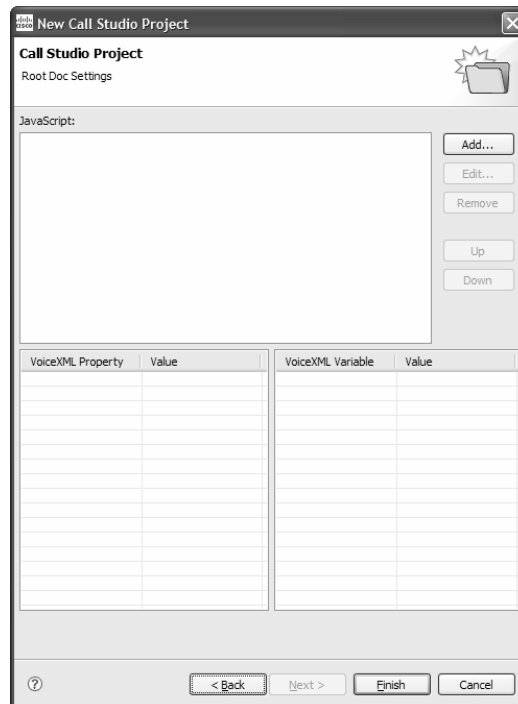 cisco New Call Studio Project
Call Studio Project
Root Doc Settings
JavaScript:
Add...
Edit...
Remove
Up
Down
VoiceXML Property Value VoiceXML Variable Value
? < Back Next > Finish Cancel